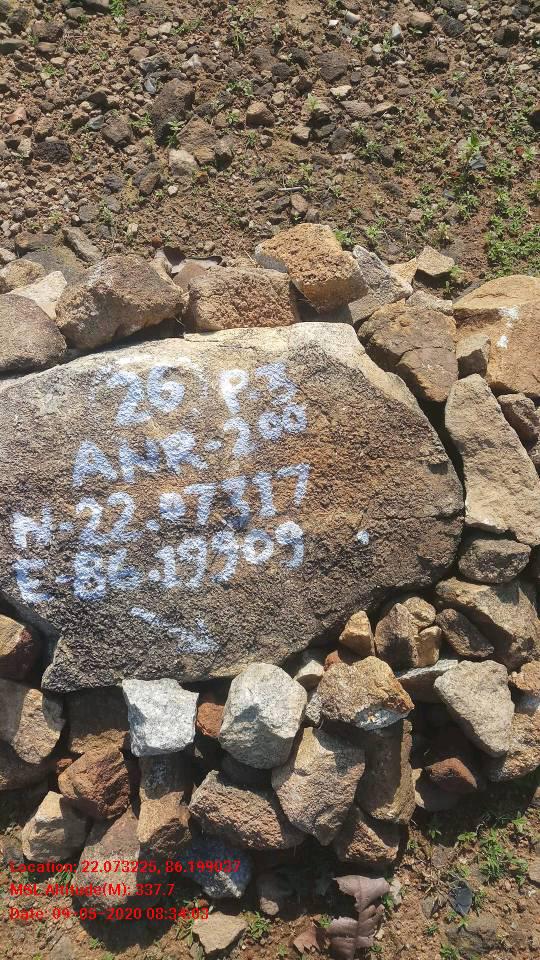 26 P.3
ANR-200
N-22.07317
E-86.19909
Location: 22.073225, 86.199037
MSL Altitude(M): 337.7
Date: 09-05-2020 08:34:03